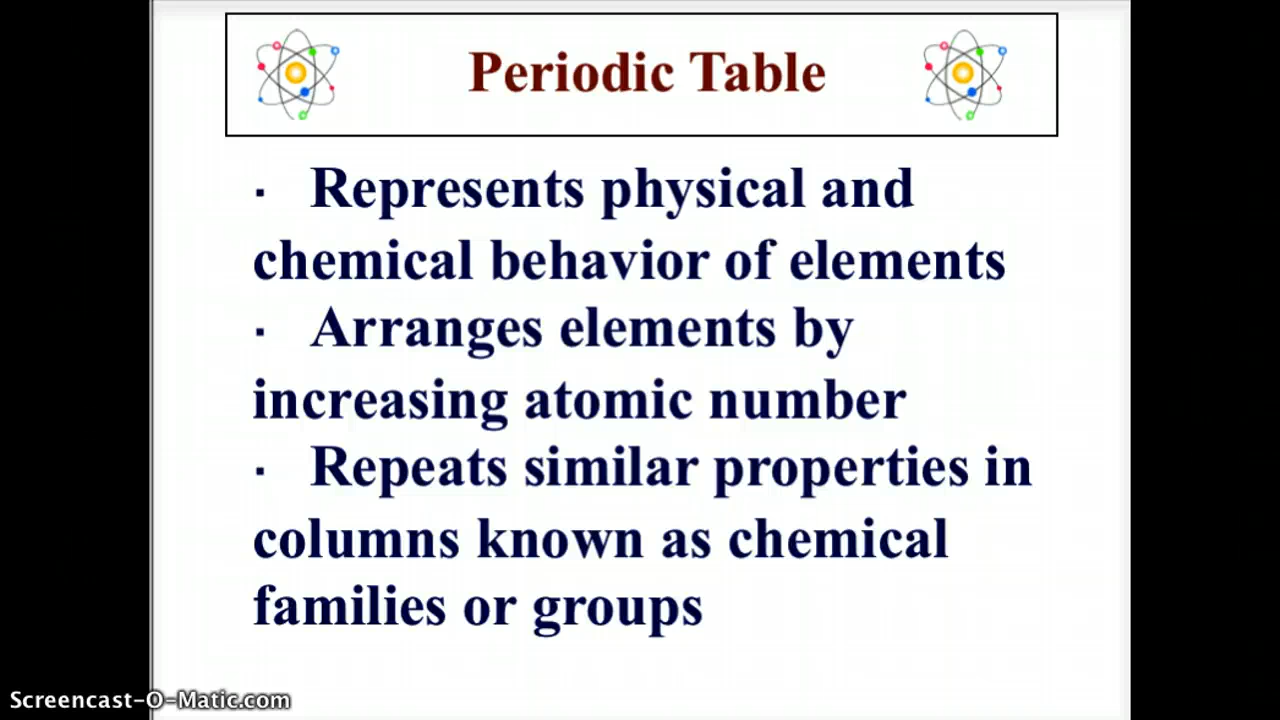 Periodic Table
· Represents physical and
chemical behavior of elements
· Arranges elements by
increasing atomic number
· Repeats similar properties in
columns known as chemical
families or groups
Screencast-O-Matic.com